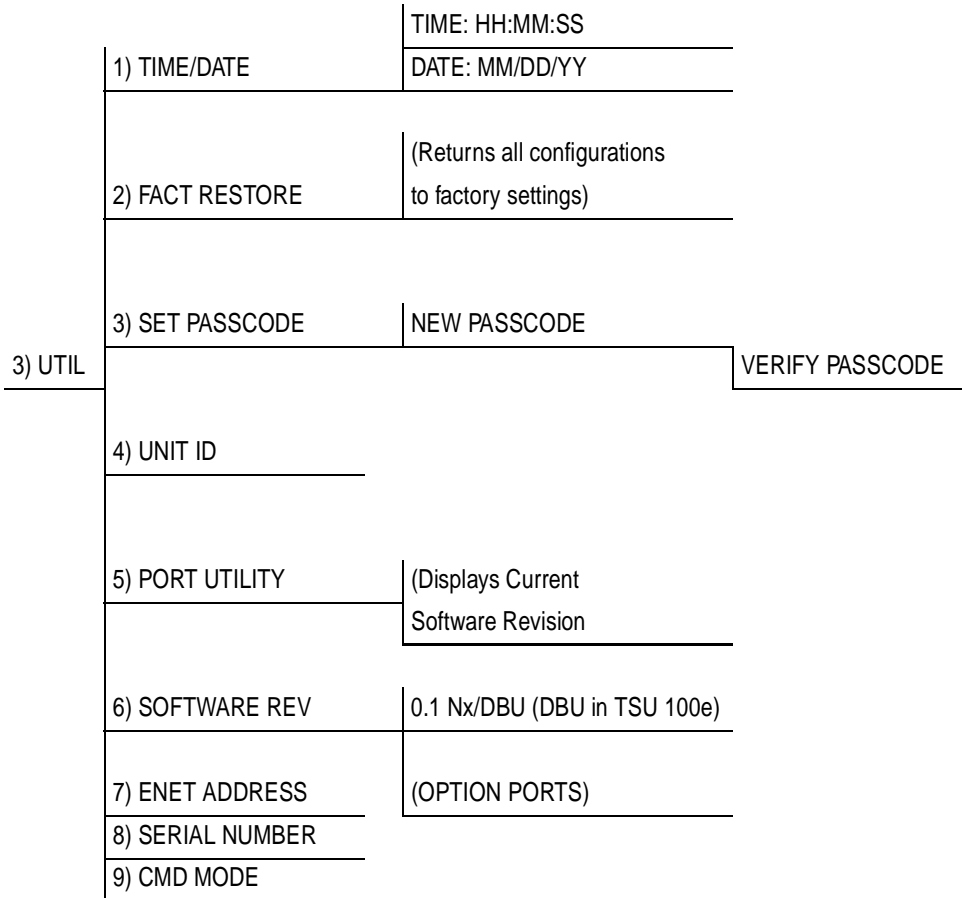 TIME: HH:MM:SS
1) TIME/DATE
DATE: MM/DD/YY
(Returns all configurations
2) FACT RESTORE
to factory settings)
3) SET PASSCODE
NEW PASSCODE
3) UTIL
VERIFY PASSCODE
4) UNIT ID
5) PORT UTILITY
(Displays Current
Software Revision
6) SOFTWARE REV
0.1 Nx/DBU (DBU in TSU 100e)
7) ENET ADDRESS
(OPTION PORTS)
8) SERIAL NUMBER
9) CMD MODE